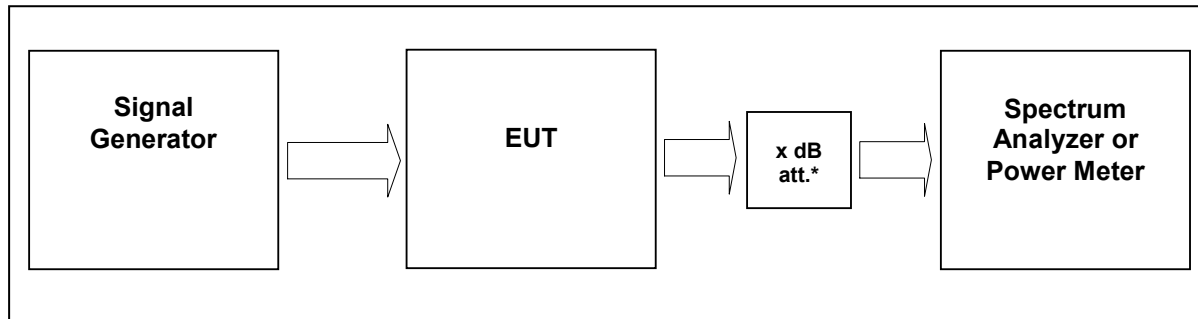 Signal
Generator
EUT
x dB
att.*
Spectrum
Analyzer or
Power Meter